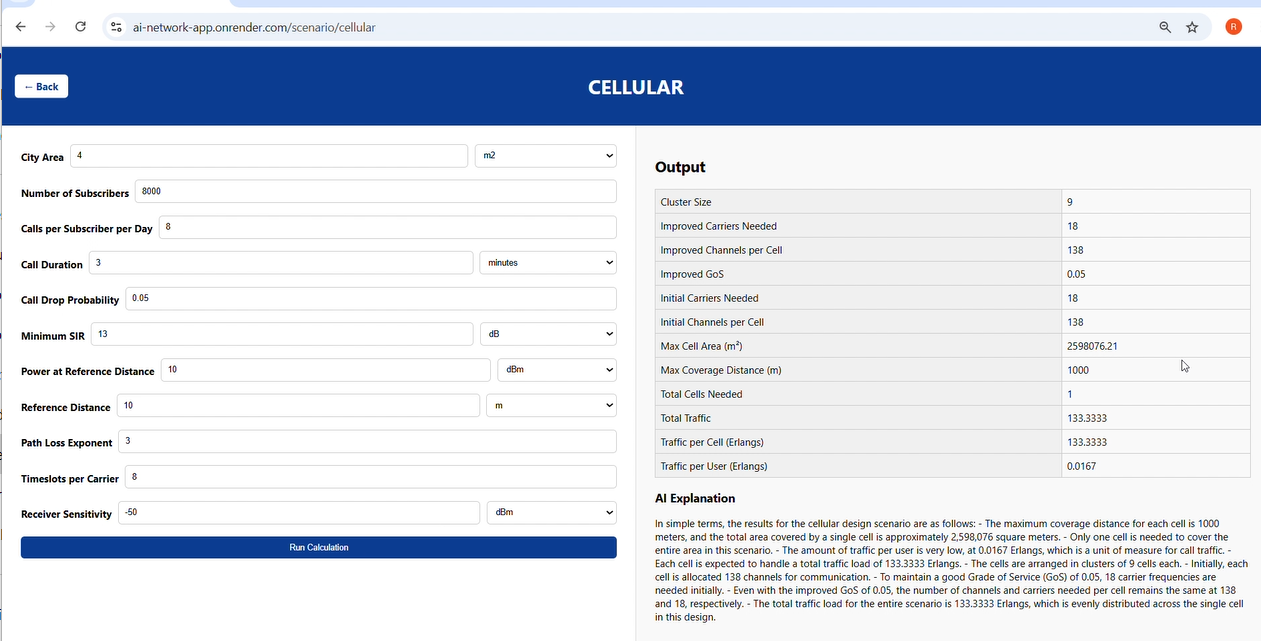 ai-network-app.onrender.com/scenario/cellular
R
← Back
CELLULAR
City Area 4 m2
Number of Subscribers 8000
Calls per Subscriber per Day 8
Call Duration 3 minutes
Call Drop Probability 0.05
Minimum SIR 13 dB
Power at Reference Distance 10 dBm
Reference Distance 10 m
Path Loss Exponent 3
Timeslots per Carrier 8
Receiver Sensitivity -50 dBm
Run Calculation
Output
Cluster Size 9
Improved Carriers Needed 18
Improved Channels per Cell 138
Improved GoS 0.05
Initial Carriers Needed 18
Initial Channels per Cell 138
Max Cell Area (m²) 2598076.21
Max Coverage Distance (m) 1000
Total Cells Needed 1
Total Traffic 133.3333
Traffic per Cell (Erlangs) 133.3333
Traffic per User (Erlangs) 0.0167
AI Explanation
In simple terms, the results for the cellular design scenario are as follows: - The maximum coverage distance for each cell is 1000
meters, and the total area covered by a single cell is approximately 2,598,076 square meters. - Only one cell is needed to cover the
entire area in this scenario. - The amount of traffic per user is very low, at 0.0167 Erlangs, which is a unit of measure for call traffic. -
Each cell is expected to handle a total traffic load of 133.3333 Erlangs. - The cells are arranged in clusters of 9 cells each. - Initially, each
cell is allocated 138 channels for communication. - To maintain a good Grade of Service (GoS) of 0.05, 18 carrier frequencies are
needed initially. - Even with the improved GoS of 0.05, the number of channels and carriers needed per cell remains the same at 138
and 18, respectively. - The total traffic load for the entire scenario is 133.3333 Erlangs, which is evenly distributed across the single cell
in this design.